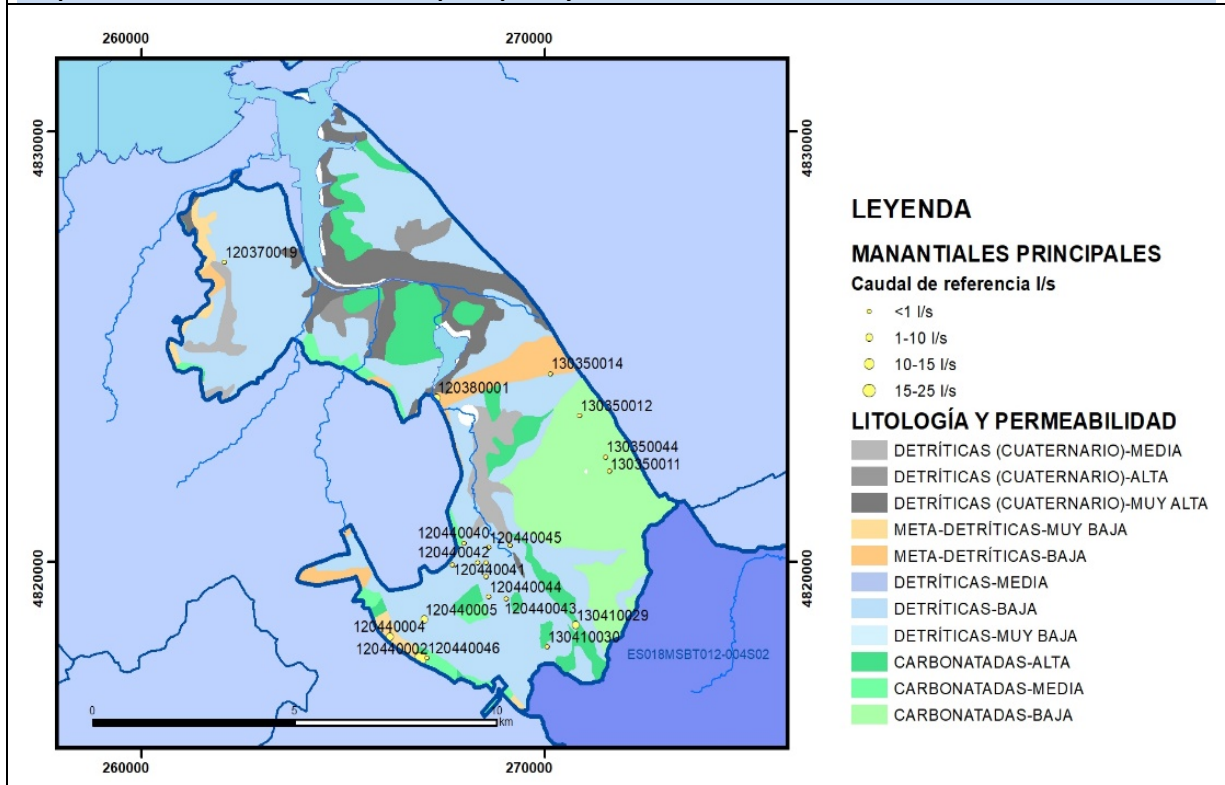 260000
270000
4830000
4830000
120370019
130350014
120380001
130350012
130350044
130350011
120440040
120440045
120440042
120440041
4820000
4820000
120440044
120440005
120440043
130410029
120440004
130410030
120440002
120440046
ES018MSBT012-004S02
0
5
10
km
260000
270000
LEYENDA
MANANTIALES PRINCIPALES
Caudal de referencia l/s
<1 l/s
1-10 l/s
10-15 l/s
15-25 l/s
LITOLOGÍA Y PERMEABILIDAD
DETRÍTICAS (CUATERNARIO)-MEDIA
DETRÍTICAS (CUATERNARIO)-ALTA
DETRÍTICAS (CUATERNARIO)-MUY ALTA
META-DETRÍTICAS-MUY BAJA
META-DETRÍTICAS-BAJA
DETRÍTICAS-MEDIA
DETRÍTICAS-BAJA
DETRÍTICAS-MUY BAJA
CARBONATADAS-ALTA
CARBONATADAS-MEDIA
CARBONATADAS-BAJA